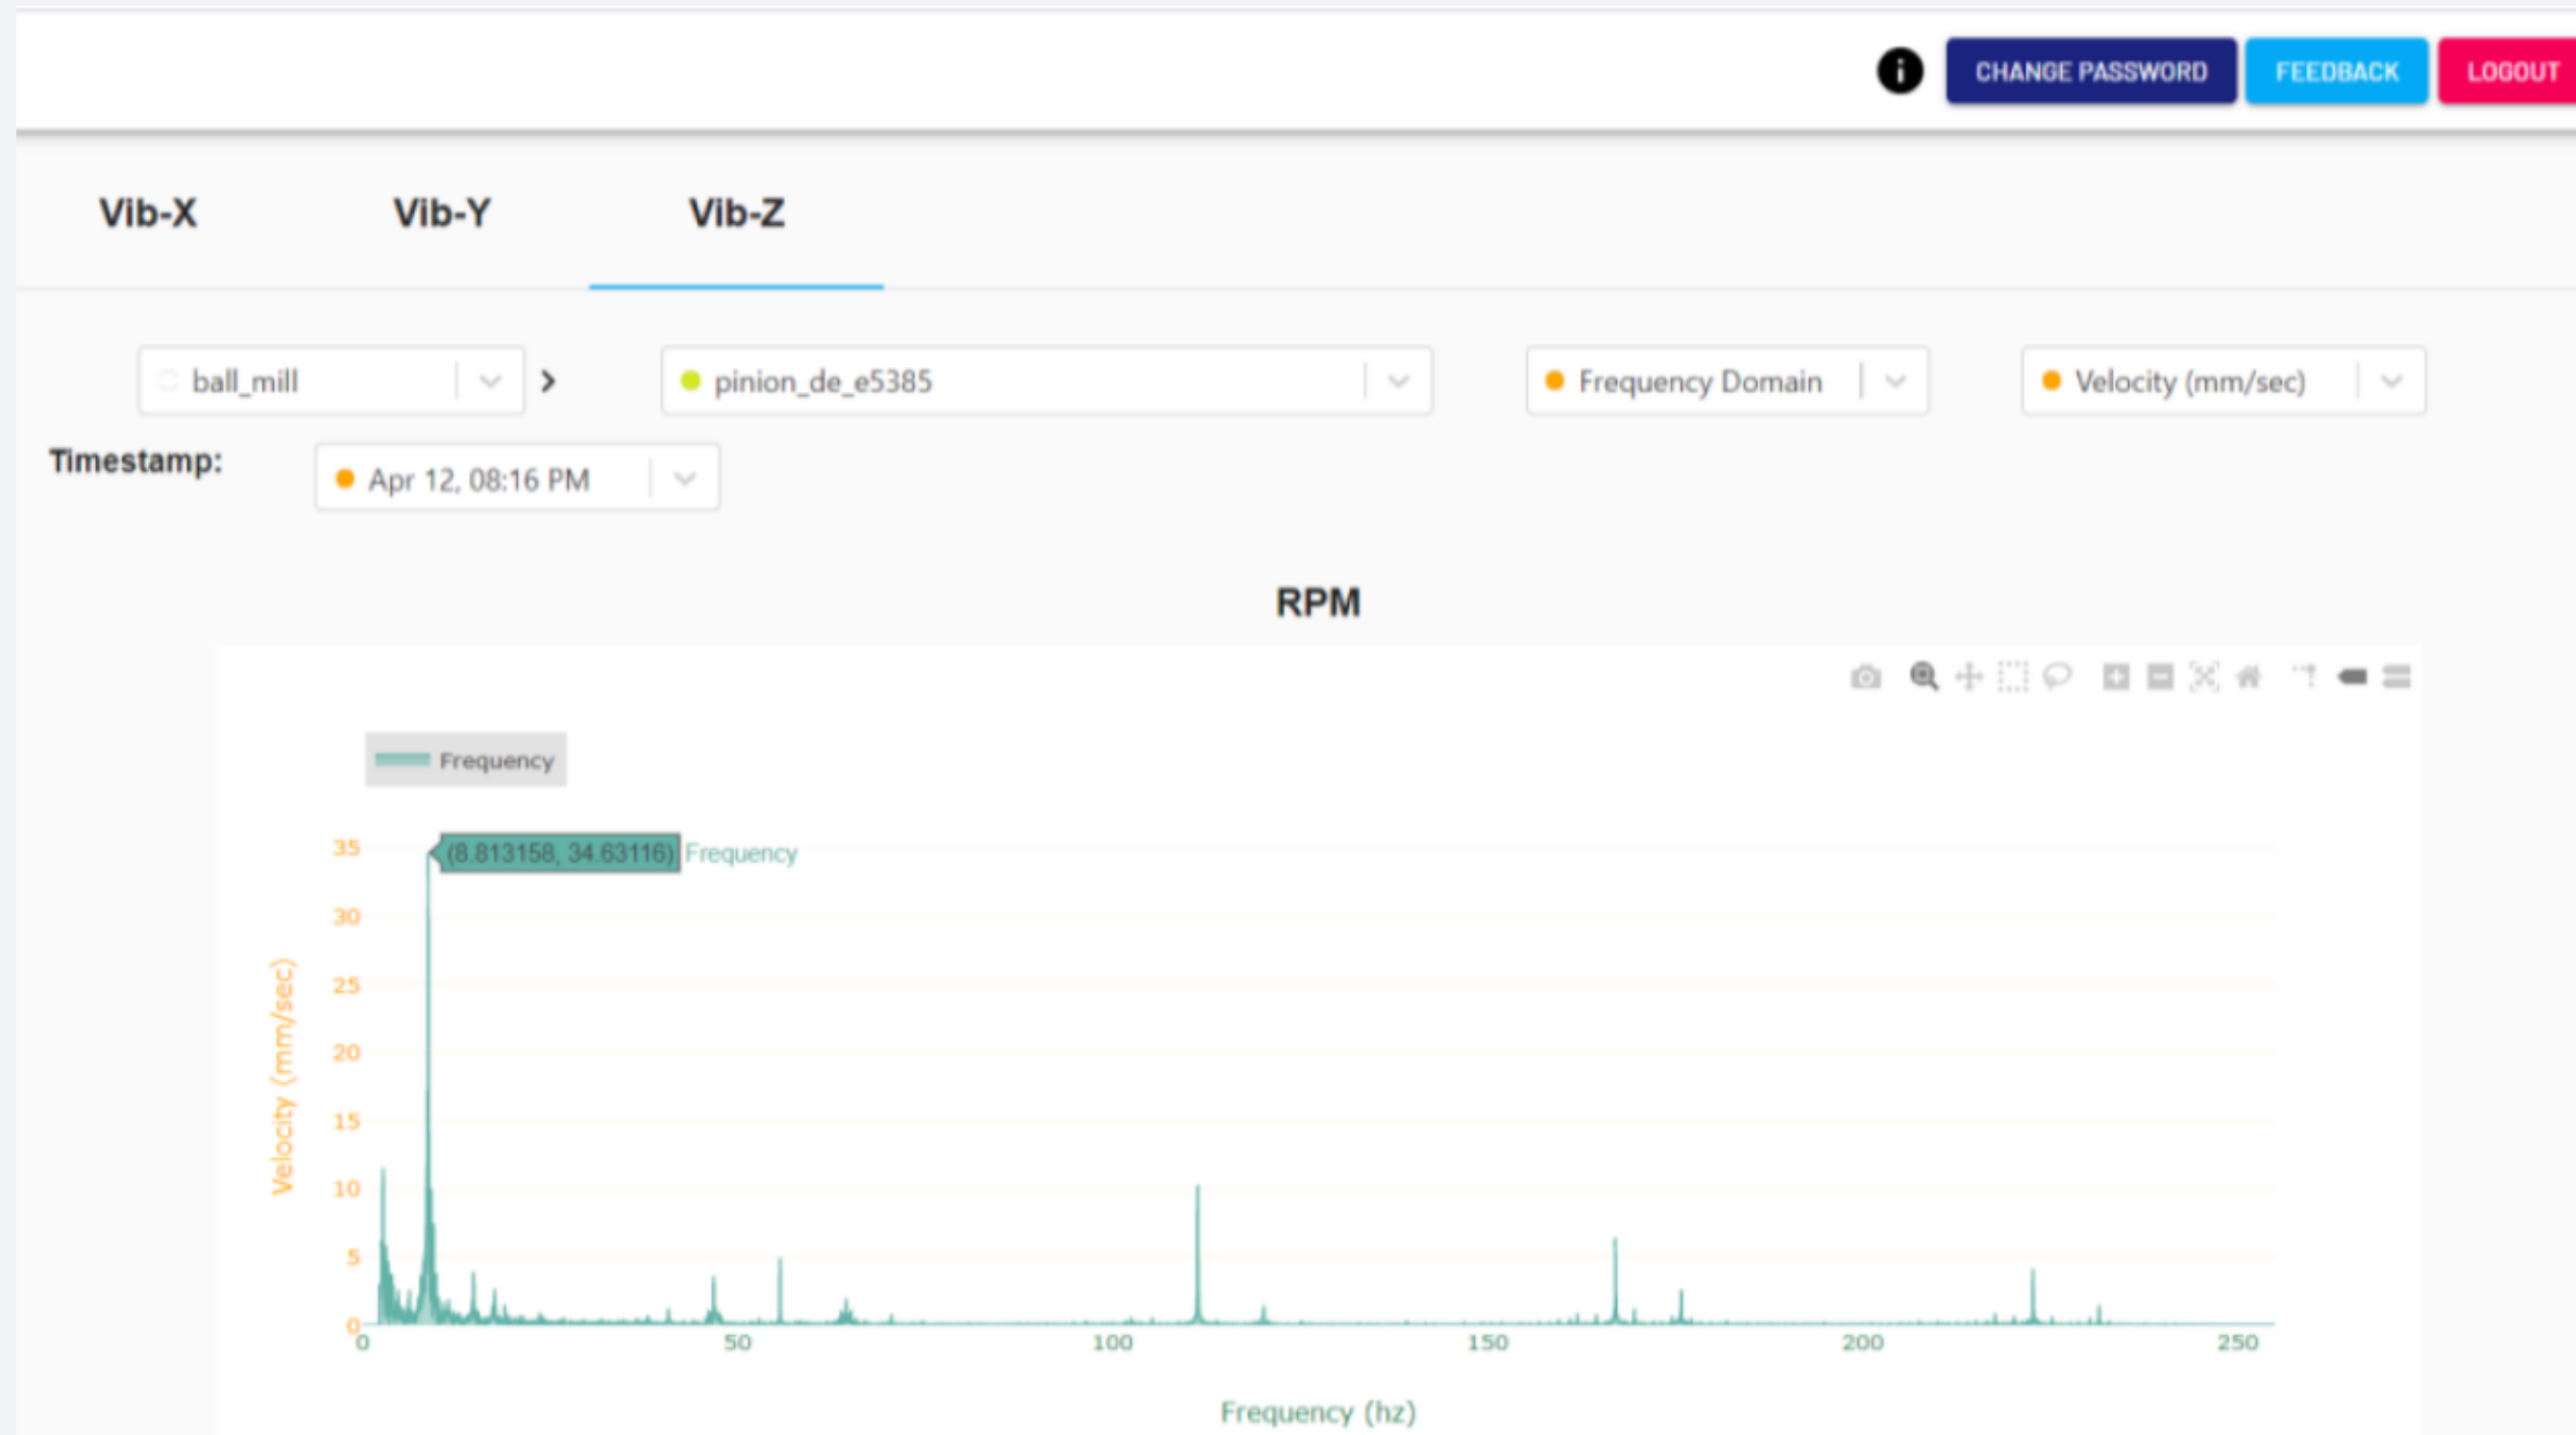 CHANGE PASSWORD FEEDBACK LOGOUT
Vib-X Vib-Y Vib-Z
ball_mill pinion_de_e5385 Frequency Domain Velocity (mm/sec)
Timestamp: Apr 12, 08:16 PM
RPM
Frequency
35
(8.813158, 34.63116) Frequency
30
25
20
15
10
5
0
Velocity (mm/sec)
0 50 100 150 200 250
Frequency (hz)